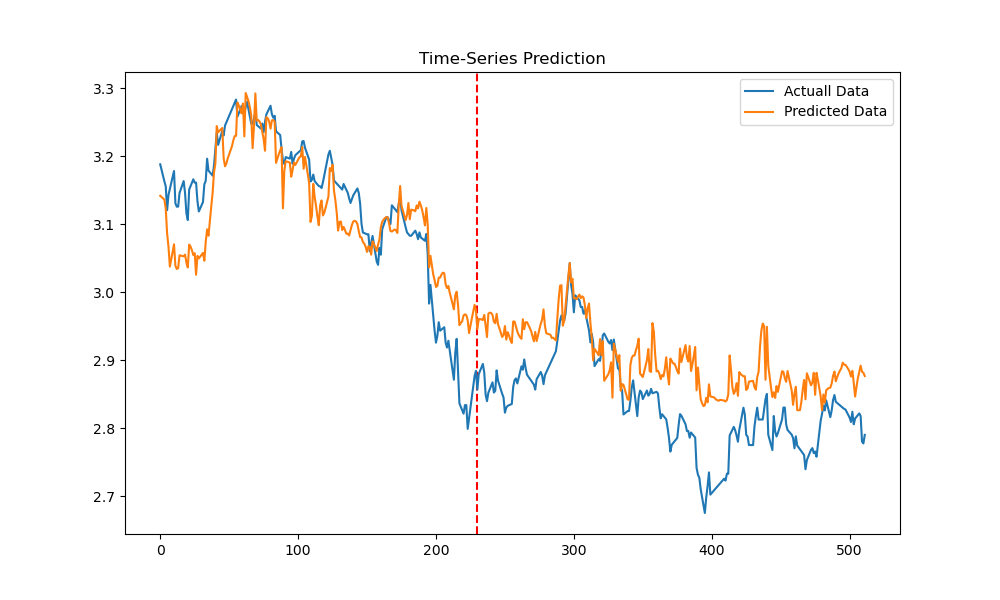 Time-Series Prediction
Actuall Data
Predicted Data
3.3
3.2
3.1
3.0
2.9
2.8
2.7
0 100 200 300 400 500